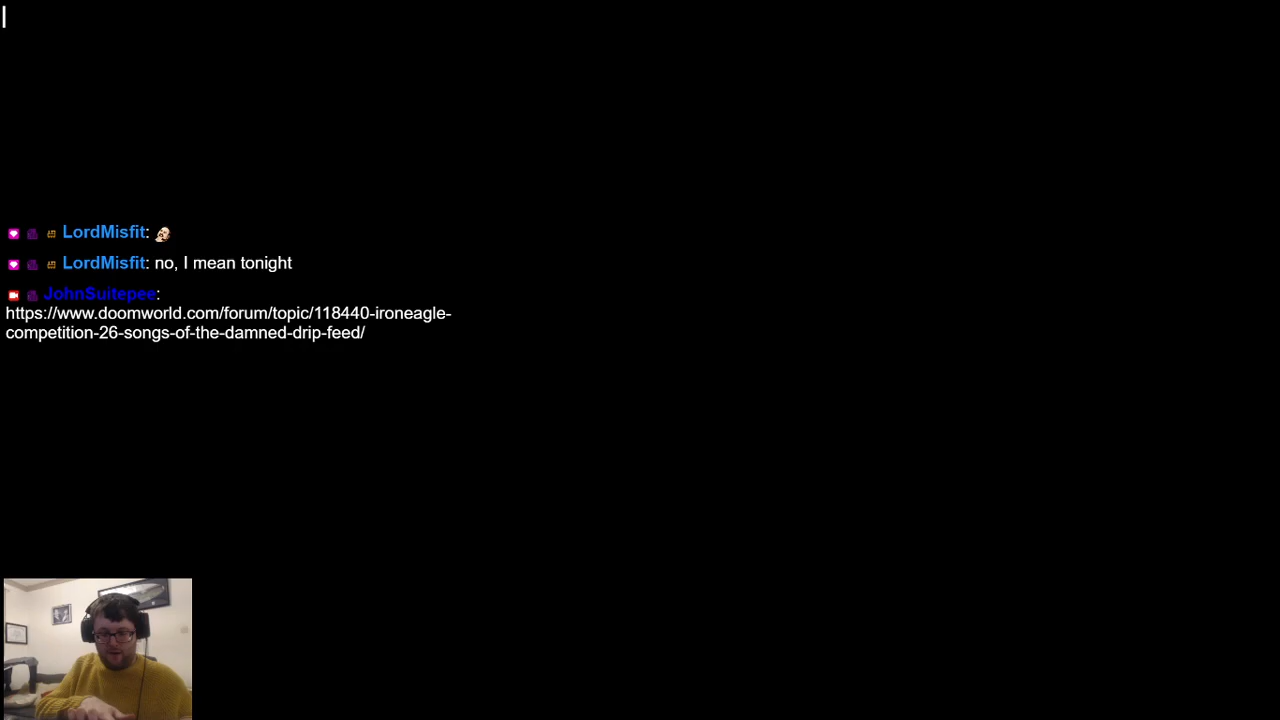 LordMisfit:
LordMisfit: no, I mean tonight
JohnSuitepee:
https://www.doomworld.com/forum/topic/118440-ironeagle-
competition-26-songs-of-the-damned-drip-feed/